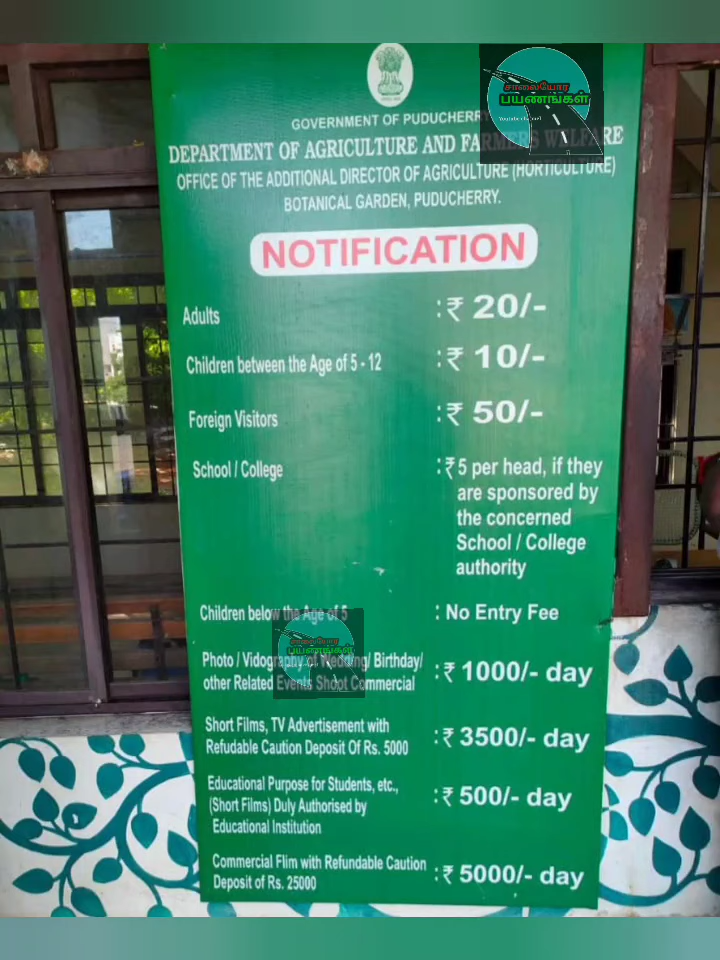 சாலையோர
பயணங்கள்
Youtube channel
GOVERNMENT OF PUDUCHERRY
DEPARTMENT OF AGRICULTURE AND FARMERS WELFARE
OFFICE OF THE ADDITIONAL DIRECTOR OF AGRICULTURE (HORTICULTURE)
BOTANICAL GARDEN, PUDUCHERRY.
NOTIFICATION
Adults :₹ 20/-
Children between the Age of 5 - 12 :₹ 10/-
Foreign Visitors :₹ 50/-
School / College :₹5 per head, if they
are sponsored by
the concerned
School / College
authority
Children below the Age of 5 : No Entry Fee
சாலையோர
பயணங்கள்
Photo / Vidography of Wedding/ Birthday/
other Related Events Shoot Commercial :₹ 1000/- day
Short Films, TV Advertisement with
Refudable Caution Deposit Of Rs. 5000 :₹ 3500/- day
Educational Purpose for Students, etc.,
(Short Films) Duly Authorised by :₹ 500/- day
Educational Institution
Commercial Flim with Refundable Caution
Deposit of Rs. 25000 :₹ 5000/- day